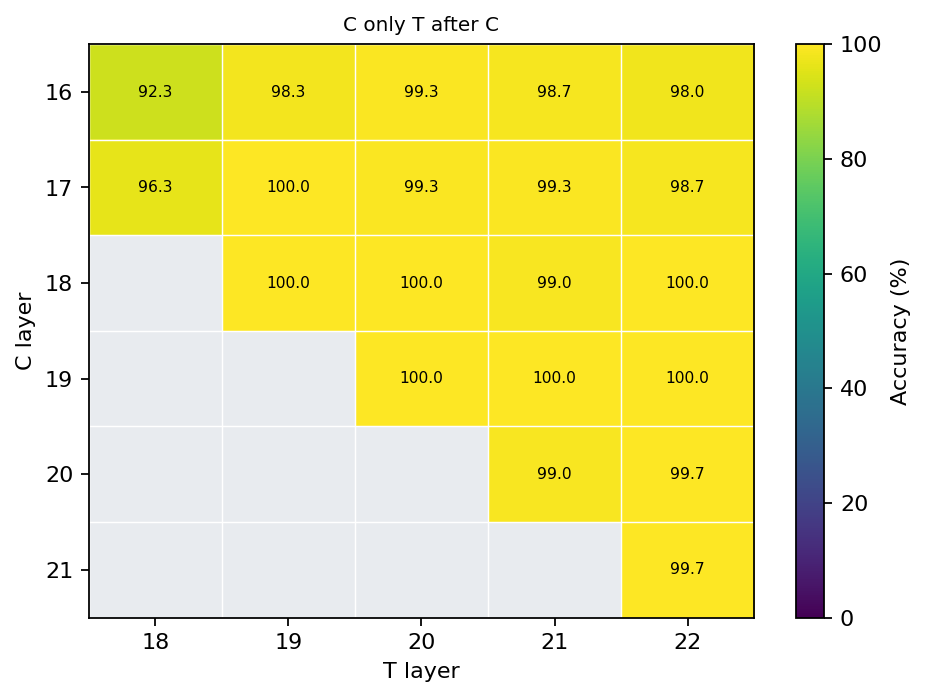 C only T after C
16 92.3 98.3 99.3 98.7 98.0
17 96.3 100.0 99.3 99.3 98.7
18 100.0 100.0 99.0 100.0
19 100.0 100.0 100.0
20 99.0 99.7
21 99.7
18 19 20 21 22
T layer
C layer
100
80
60
40
20
0
Accuracy (%)